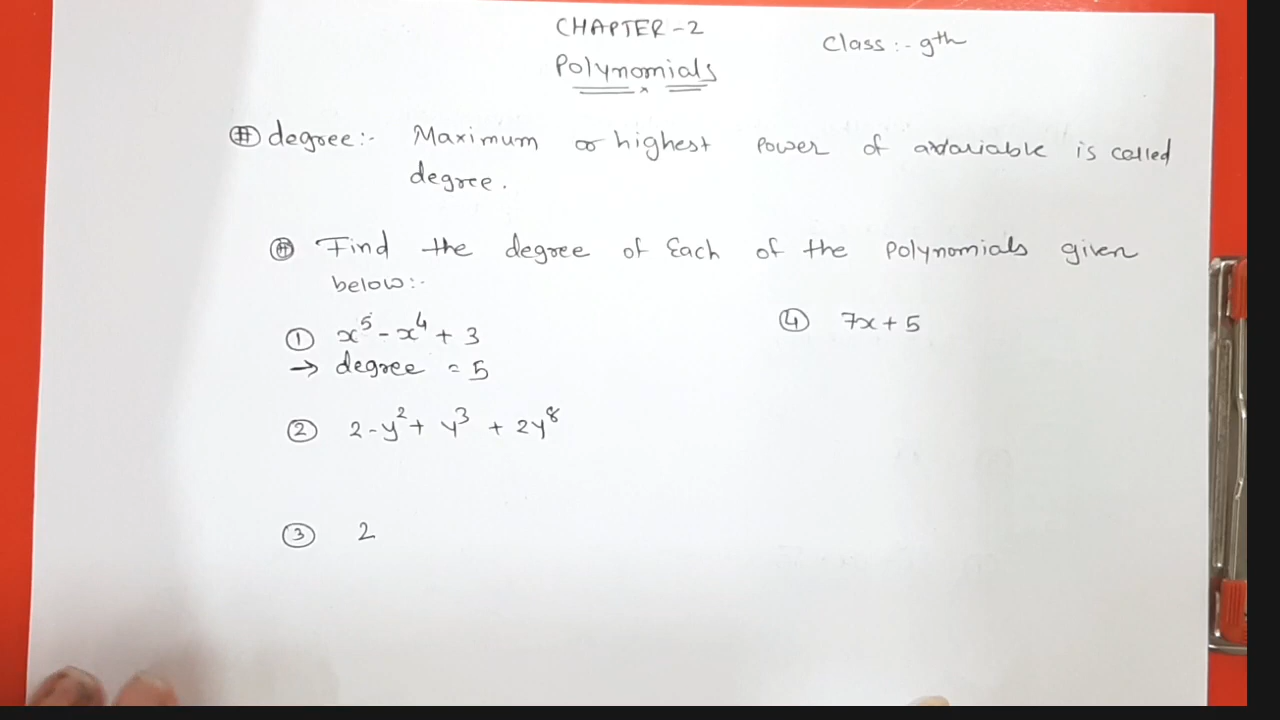 CHAPTER - 2
Polynomials
Class :- 9th
# degree :- Maximum or highest power of a variable is called
degree.
# Find the degree of Each of the Polynomials given
below :-
① x⁵ - x⁴ + 3
→ degree = 5
② 2 - y² + y³ + 2y⁸
③ 2
④ 7x + 5